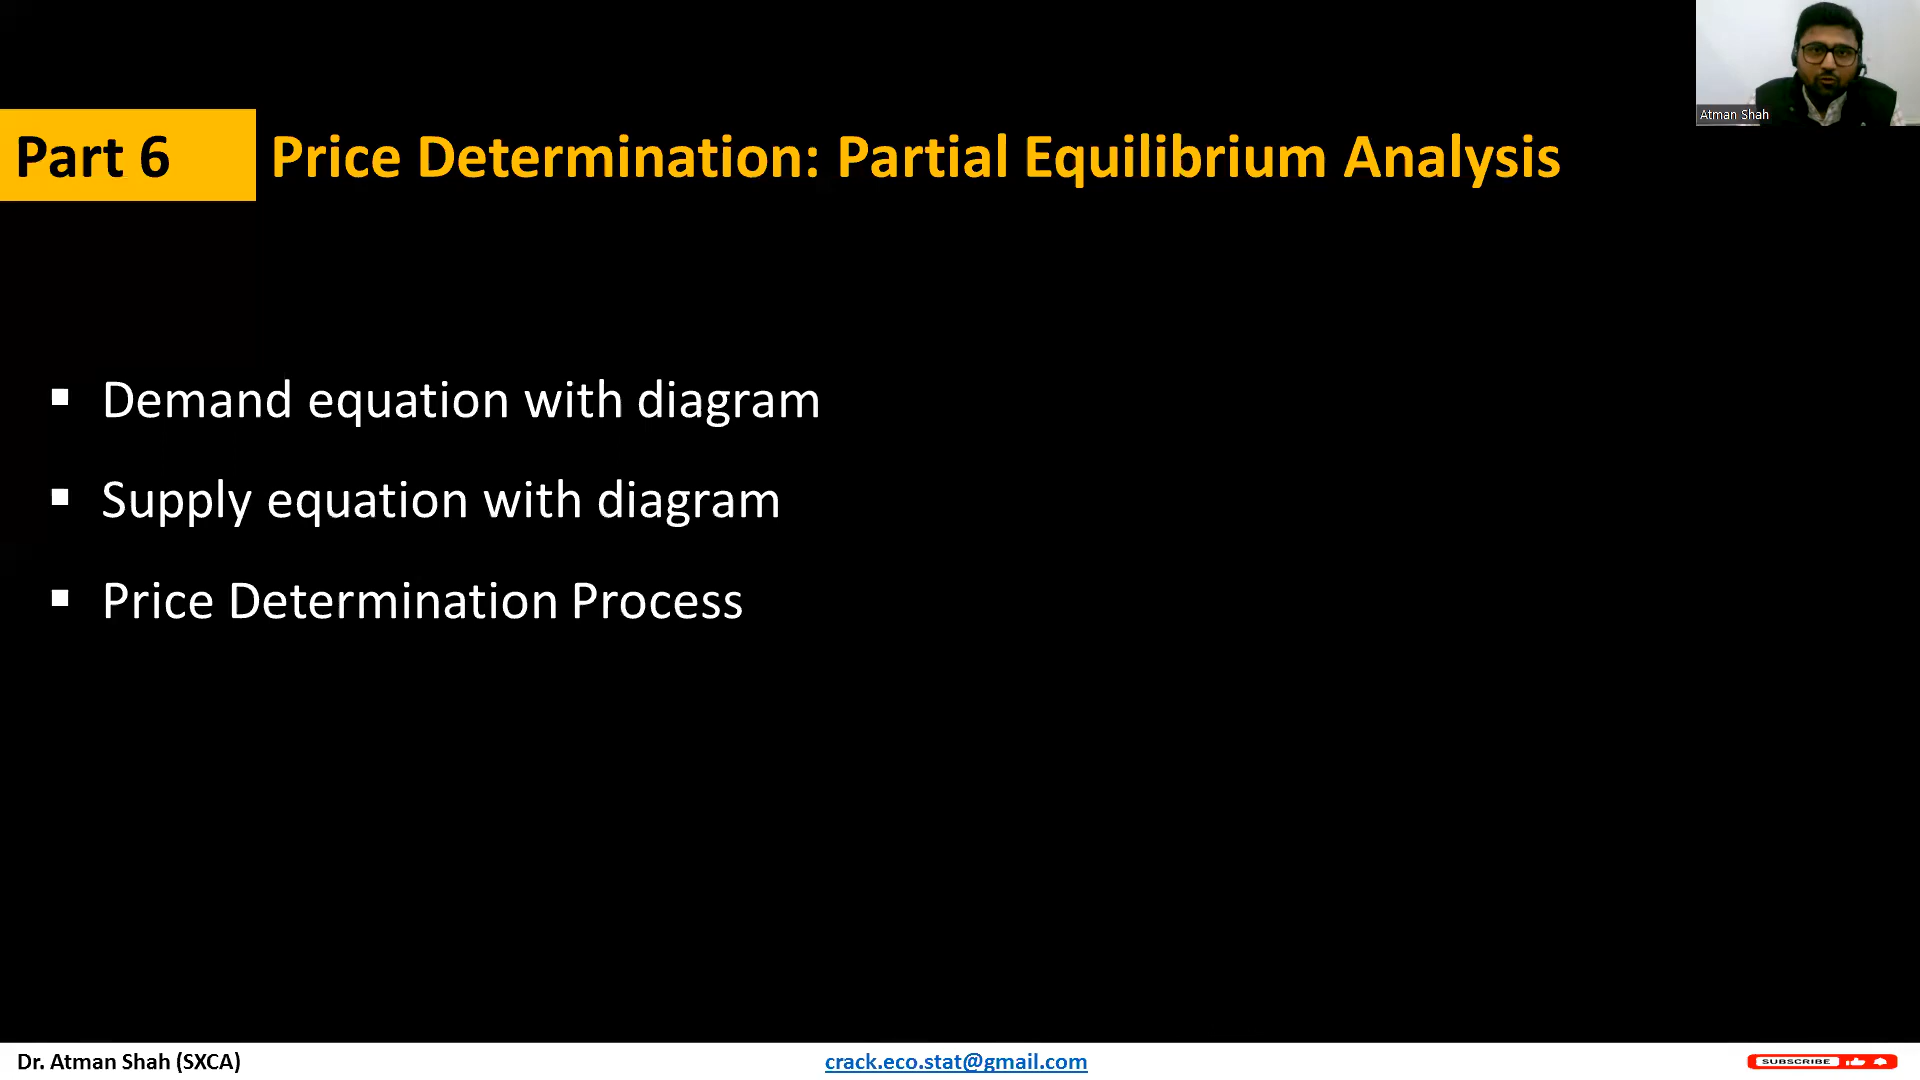 Atman Shah
Part 6
Price Determination: Partial Equilibrium Analysis
▪ Demand equation with diagram
▪ Supply equation with diagram
▪ Price Determination Process
Dr. Atman Shah (SXCA)
crack.eco.stat@gmail.com
SUBSCRIBE